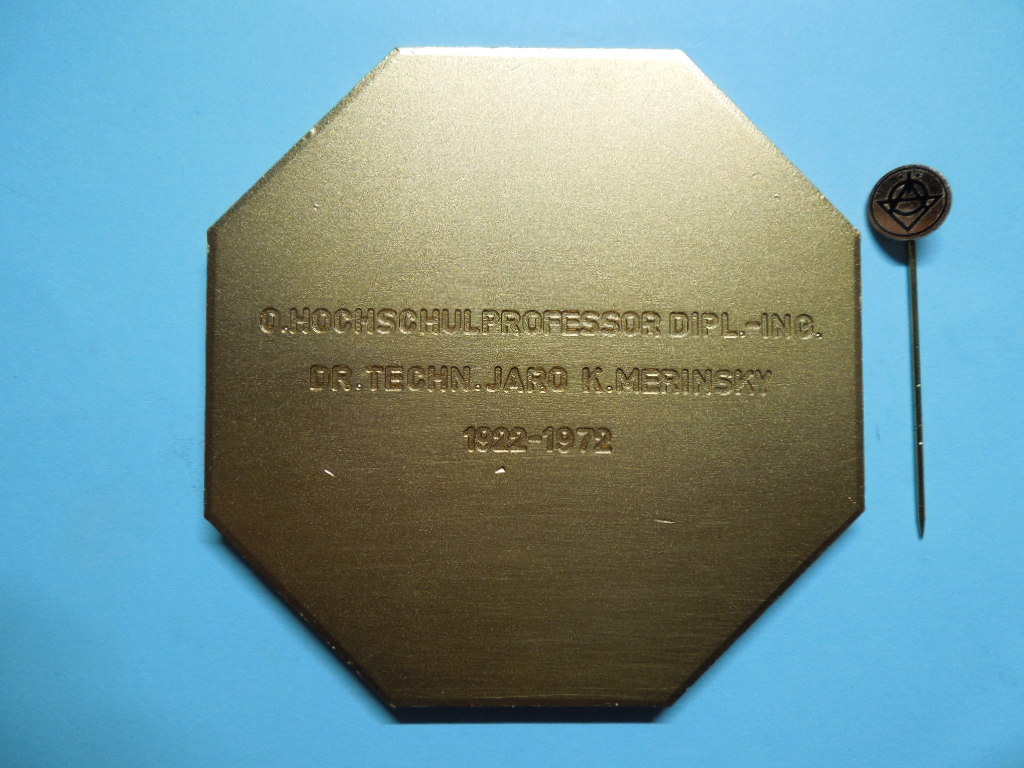 O.HOCHSCHULPROFESSOR DIPL.-ING.
DR.TECHN.JARO K.MERINSKY
1922-1972